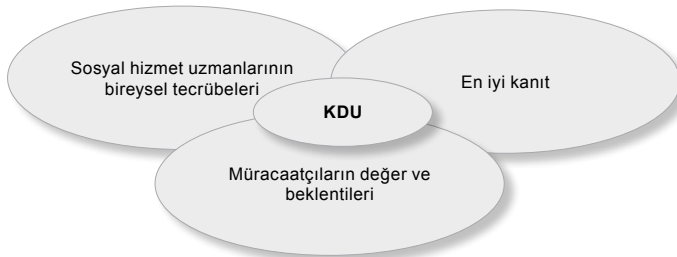 Sosyal hizmet uzmanlarının
bireysel tecrübeleri
En iyi kanıt
KDU
Müracaatçıların değer ve
beklentileri